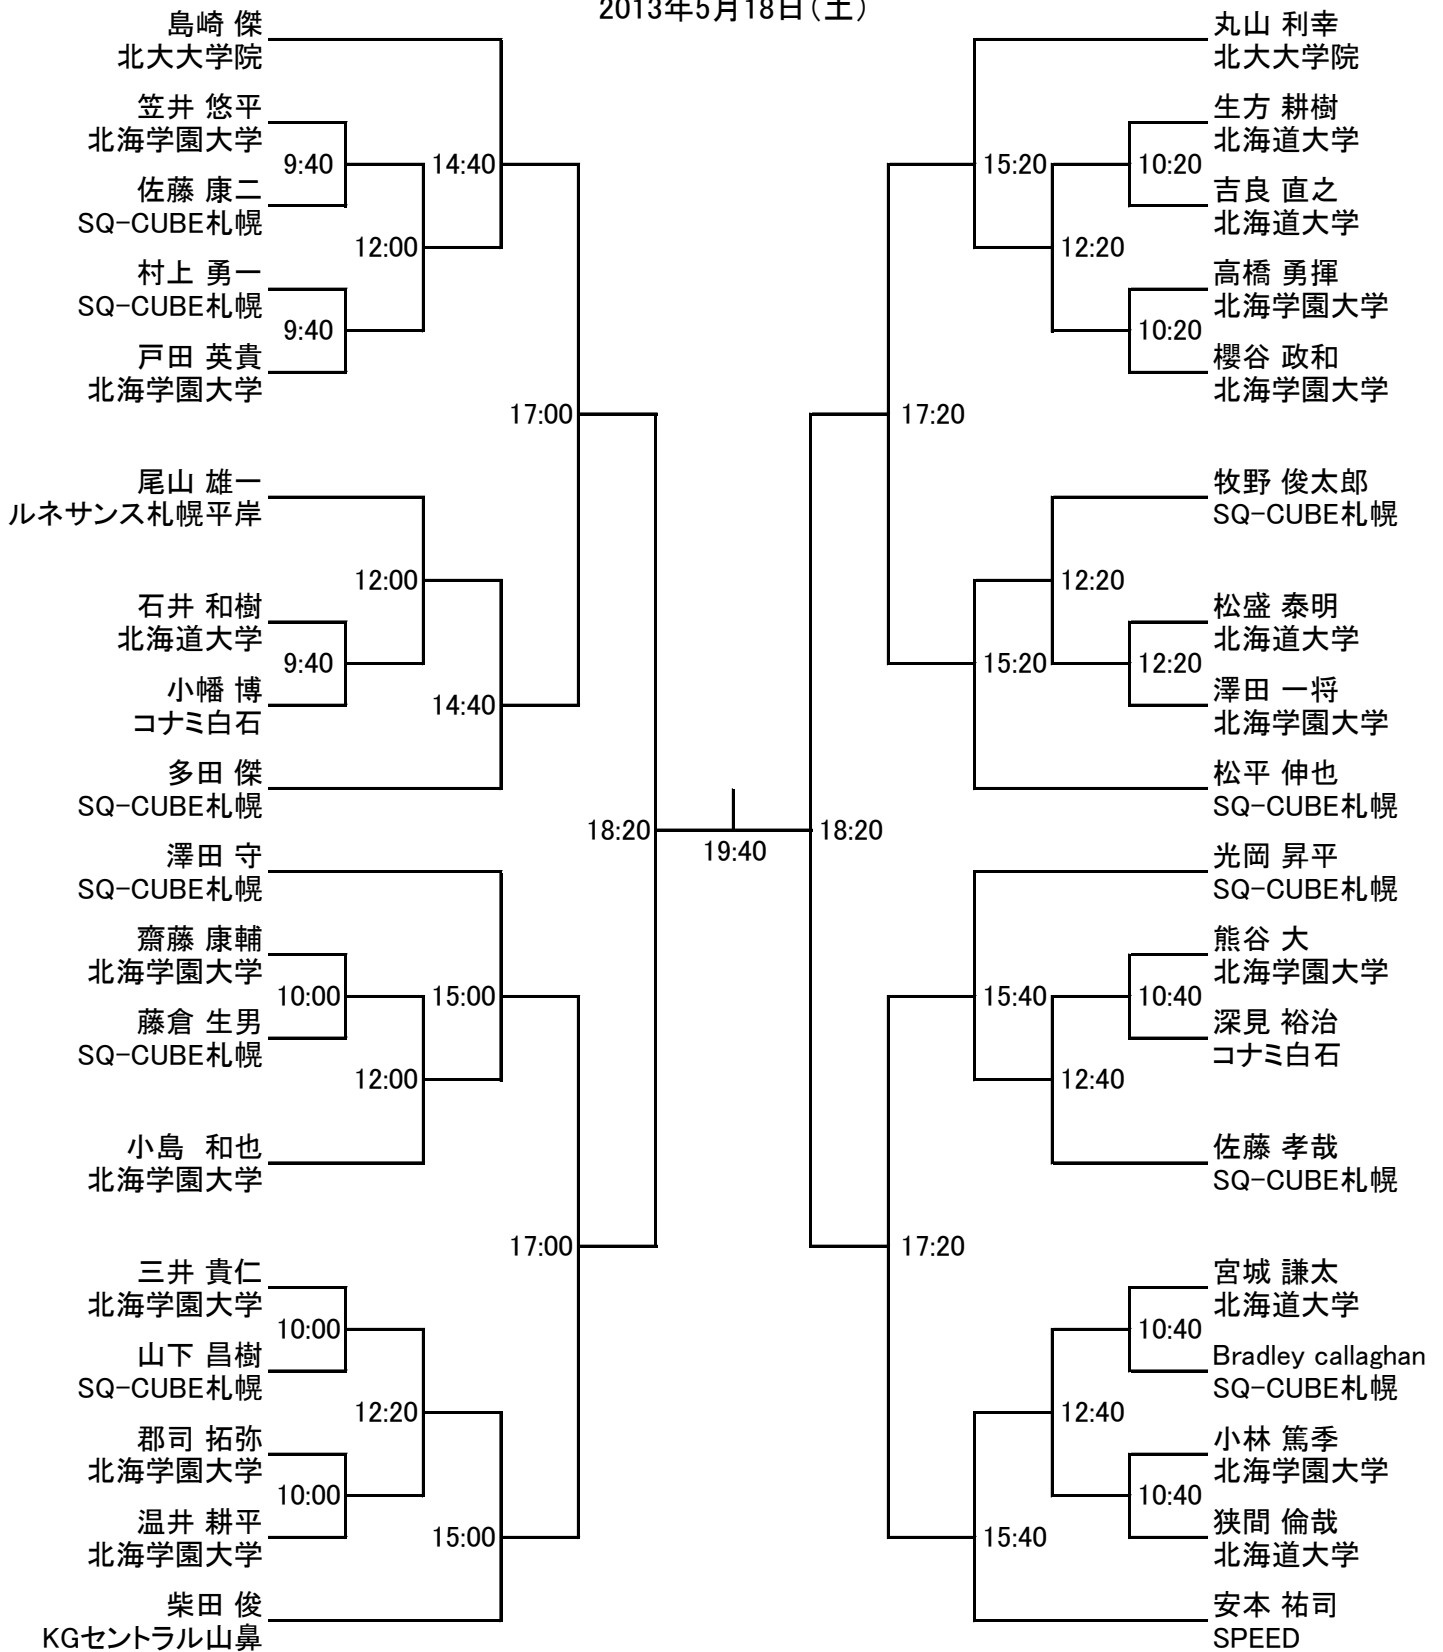 2013年5月18日（土）
島崎 傑
北大大学院
笠井 悠平
北海学園大学
9:40
14:40
佐藤 康二
SQ-CUBE札幌
12:00
村上 勇一
SQ-CUBE札幌
9:40
戸田 英貴
北海学園大学
17:00
尾山 雄一
ルネサンス札幌平岸
12:00
石井 和樹
北海道大学
9:40
小幡 博
コナミ白石
14:40
多田 傑
SQ-CUBE札幌
18:20
19:40
澤田 守
SQ-CUBE札幌
齋藤 康輔
北海学園大学
10:00
15:00
藤倉 生男
SQ-CUBE札幌
12:00
小島 和也
北海学園大学
17:00
三井 貴仁
北海学園大学
10:00
山下 昌樹
SQ-CUBE札幌
12:20
郡司 拓弥
北海学園大学
10:00
温井 耕平
北海学園大学
15:00
柴田 俊
KGセントラル山鼻
丸山 利幸
北大大学院
生方 耕樹
北海道大学
15:20
10:20
吉良 直之
北海道大学
12:20
高橋 勇揮
北海学園大学
10:20
櫻谷 政和
北海学園大学
17:20
牧野 俊太郎
SQ-CUBE札幌
12:20
松盛 泰明
北海道大学
15:20
12:20
澤田 一将
北海学園大学
松平 伸也
SQ-CUBE札幌
18:20
光岡 昇平
SQ-CUBE札幌
熊谷 大
北海学園大学
15:40
10:40
深見 裕治
コナミ白石
12:40
佐藤 孝哉
SQ-CUBE札幌
17:20
宮城 謙太
北海道大学
10:40
Bradley callaghan
SQ-CUBE札幌
12:40
小林 篤季
北海学園大学
10:40
狭間 倫哉
北海道大学
15:40
安本 祐司
SPEED